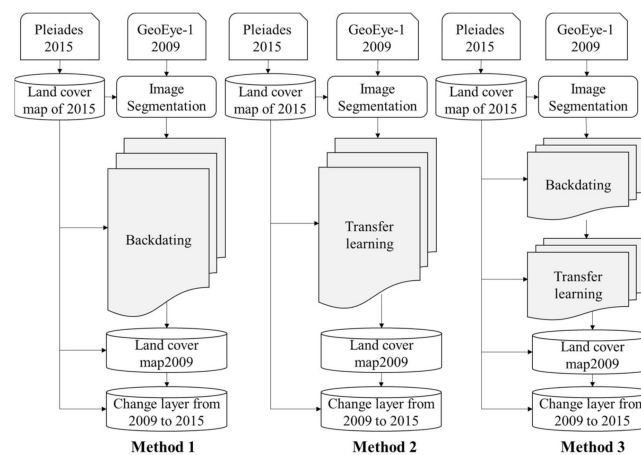 Pleiades
2015
GeoEye-1
2009
Land cover
map of 2015
Image
Segmentation
Backdating
Land cover
map2009
Change layer from
2009 to 2015
Method 1
Pleiades
2015
GeoEye-1
2009
Land cover
map of 2015
Image
Segmentation
Transfer
learning
Land cover
map2009
Change layer from
2009 to 2015
Method 2
Pleiades
2015
GeoEye-1
2009
Land cover
map of 2015
Image
Segmentation
Backdating
Transfer
learning
Land cover
map2009
Change layer from
2009 to 2015
Method 3